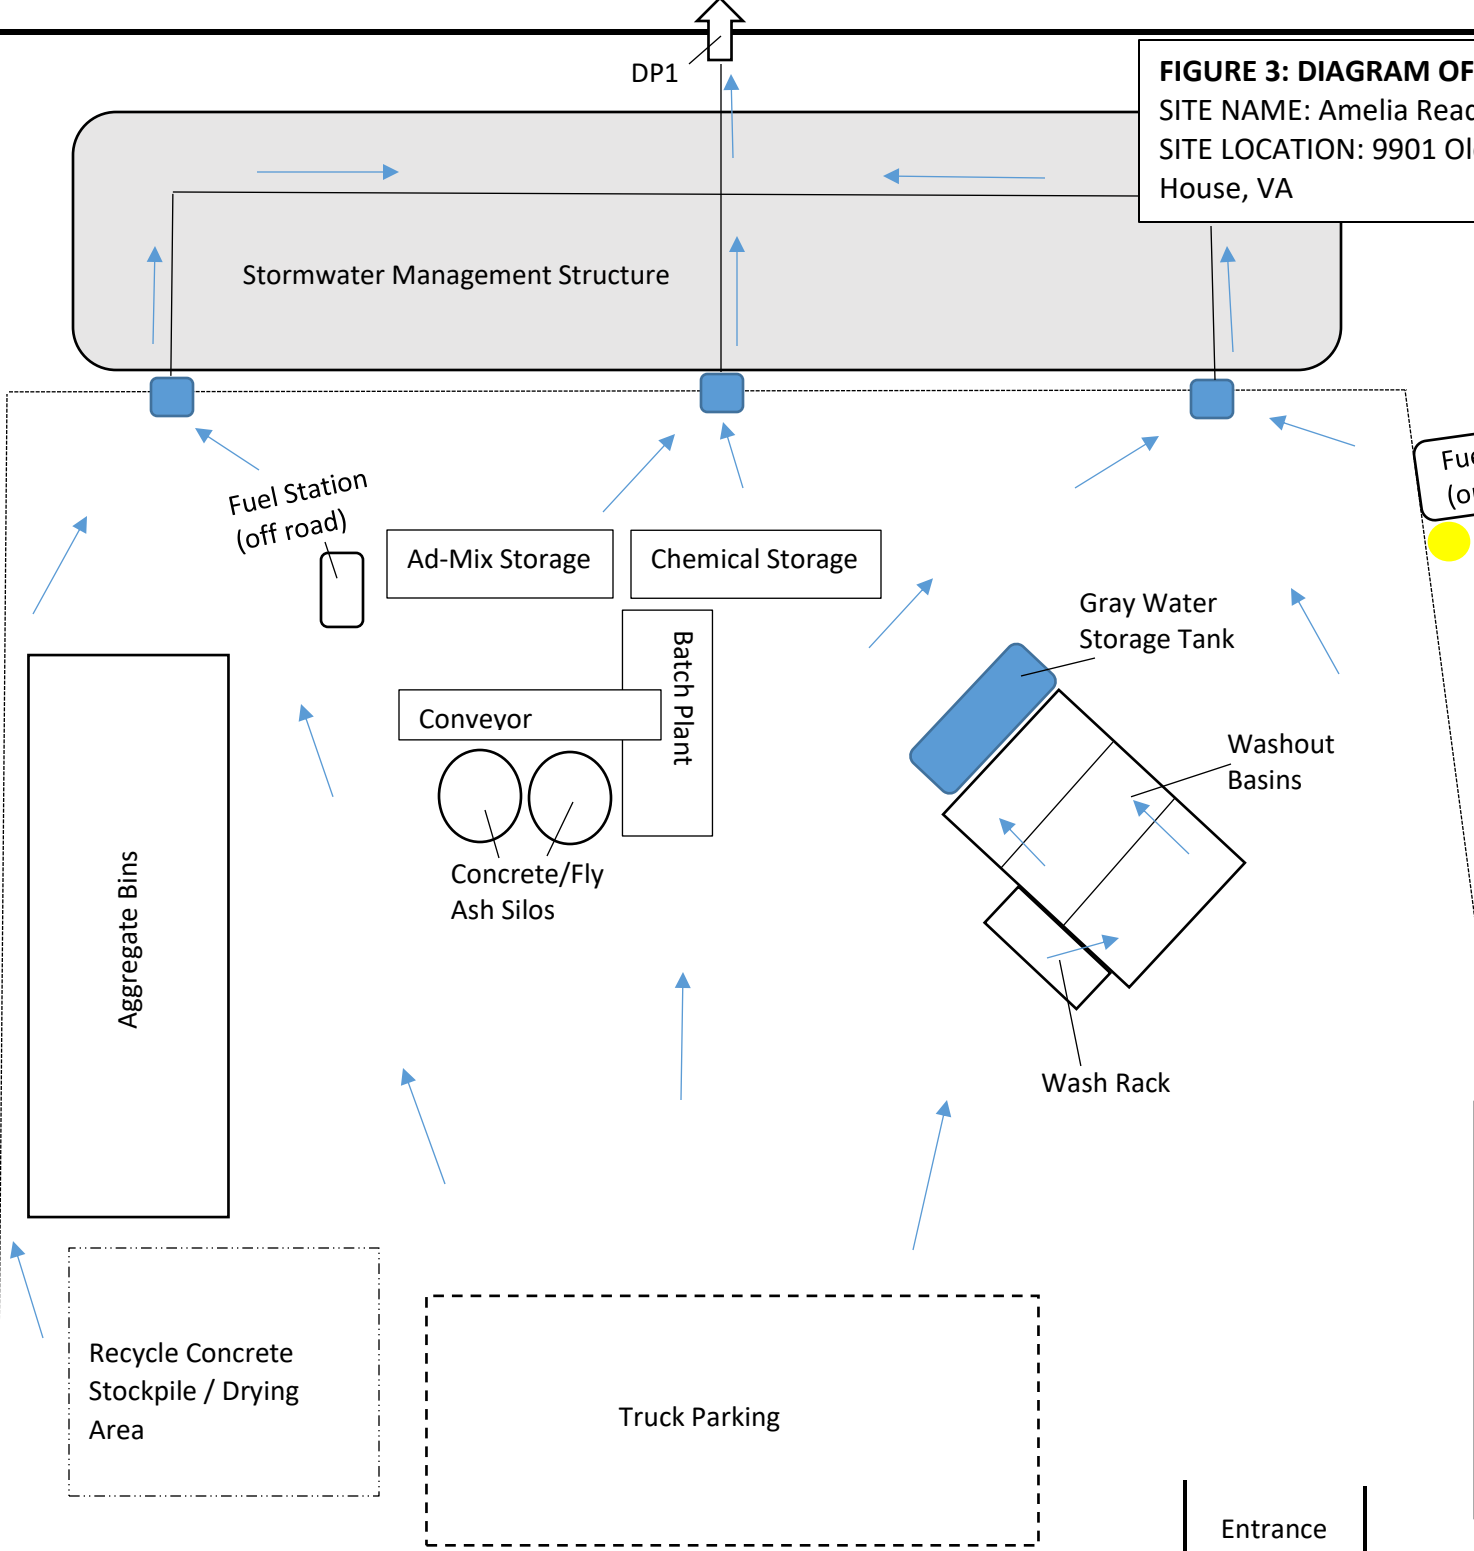 DP1
FIGURE 3: DIAGRAM OF
SITE NAME: Amelia
SITE LOCATION: 9901
House, VA
Stormwater Management Structure
Fuel Station
(off road)
Ad-Mix Storage
Chemical Storage
Gray Water
Storage Tank
Batch Plant
Conveyor
Washout
Basins
Concrete/Fly
Ash Silos
Aggregate Bins
Wash Rack
Recycle Concrete
Stockpile / Drying
Area
Truck Parking
Entrance